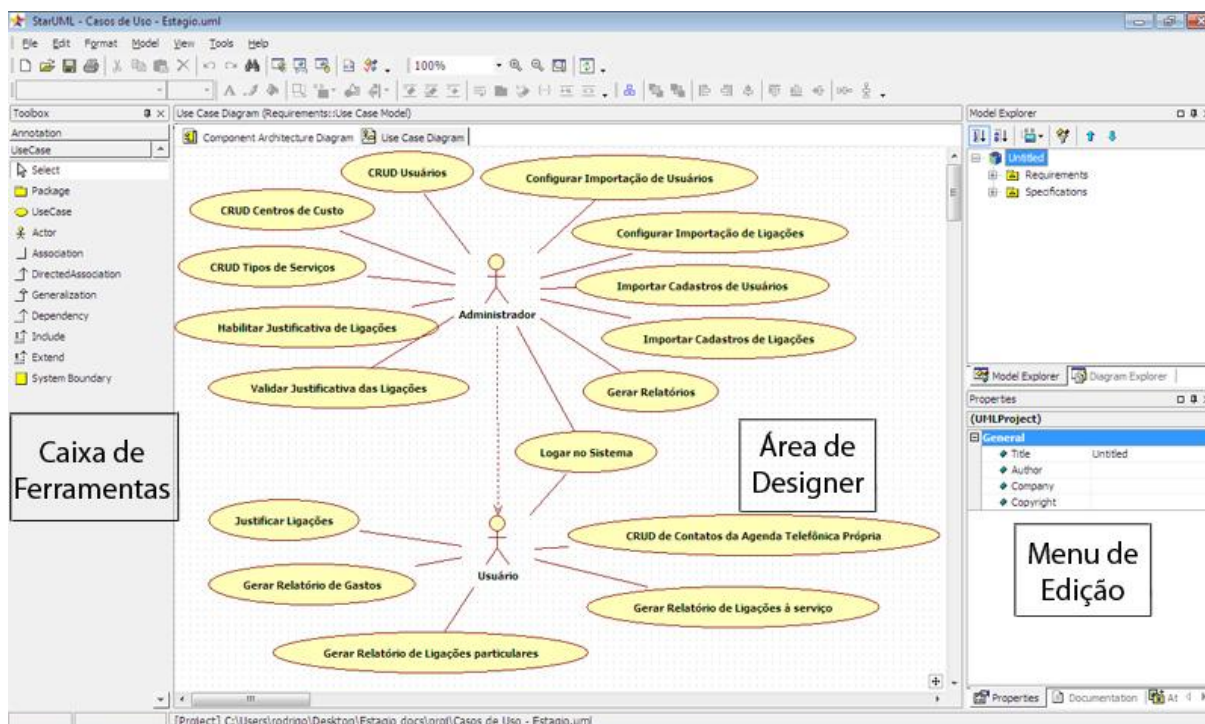 StarUML - Casos de Uso - Estagio.uml
File Edit Format Model View Tools Help
100%
Toolbox
Annotation
UseCase
Select
Package
UseCase
Actor
Association
DirectedAssociation
Generalization
Dependency
Include
Extend
System Boundary
Caixa de
Ferramentas
Use Case Diagram (Requirements::Use Case Model)
Component Architecture Diagram Use Case Diagram
CRUD Usuários
Configurar Importação de Usuários
CRUD Centros de Custo
Configurar Importação de Ligações
CRUD Tipos de Serviços
Importar Cadastros de Usuários
Administrador
Habilitar Justificativa de Ligações
Importar Cadastros de Ligações
Validar Justificativa das Ligações
Gerar Relatórios
Logar no Sistema
Área de
Designer
Justificar Ligações
CRUD de Contatos da Agenda Telefônica Própria
Usuário
Gerar Relatório de Gastos
Gerar Relatório de Ligações à serviço
Gerar Relatório de Ligações particulares
Model Explorer
Untitled
Requirements
Specifications
Model Explorer Diagram Explorer
Properties
(UMLProject)
General
Title Untitled
Author
Company
Copyright
Menu de
Edição
Properties Documentation At
[Project] C:\Users\rodrigo\Desktop\Estagio docs\proj\Casos de Uso - Estagio.uml